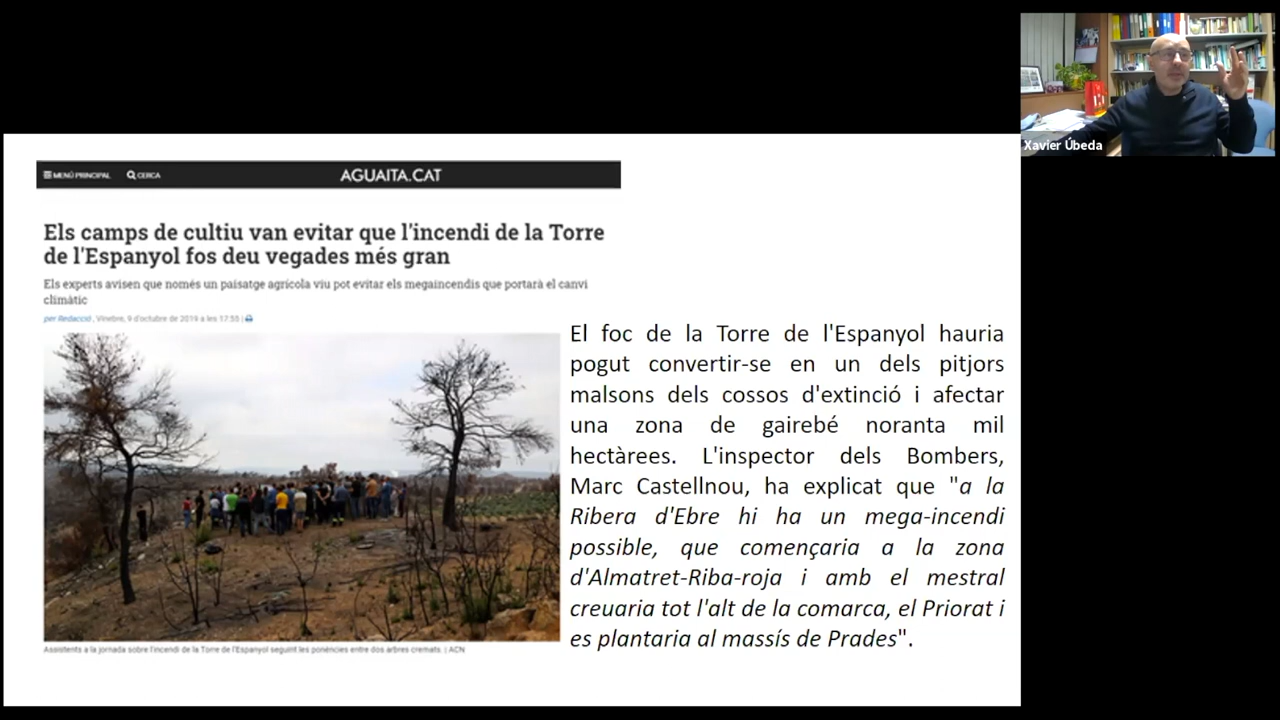 Xavier Úbeda
MENÚ PRINCIPAL
CERCA
AGUAITA.CAT
Els camps de cultiu van evitar que l'incendi de la Torre
de l'Espanyol fos deu vegades més gran
Els experts avisen que només un paisatge agrícola viu pot evitar els megaincendis que portarà el canvi
climàtic
per Redacció, Vinebre, 9 d'octubre de 2019 a les 17:55 |
Assistents a la jornada sobre l'incendi de la Torre de l'Espanyol seguint les ponències entre dos arbres cremats. | ACN
El foc de la Torre de l'Espanyol hauria
pogut convertir-se en un dels pitjors
malsons dels cossos d'extinció i afectar
una zona de gairebé noranta mil
hectàrees. L'inspector dels Bombers,
Marc Castellnou, ha explicat que "a la
Ribera d'Ebre hi ha un mega-incendi
possible, que començaria a la zona
d'Almatret-Riba-roja i amb el mestral
creuaria tot l'alt de la comarca, el Priorat i
es plantaria al massís de Prades".